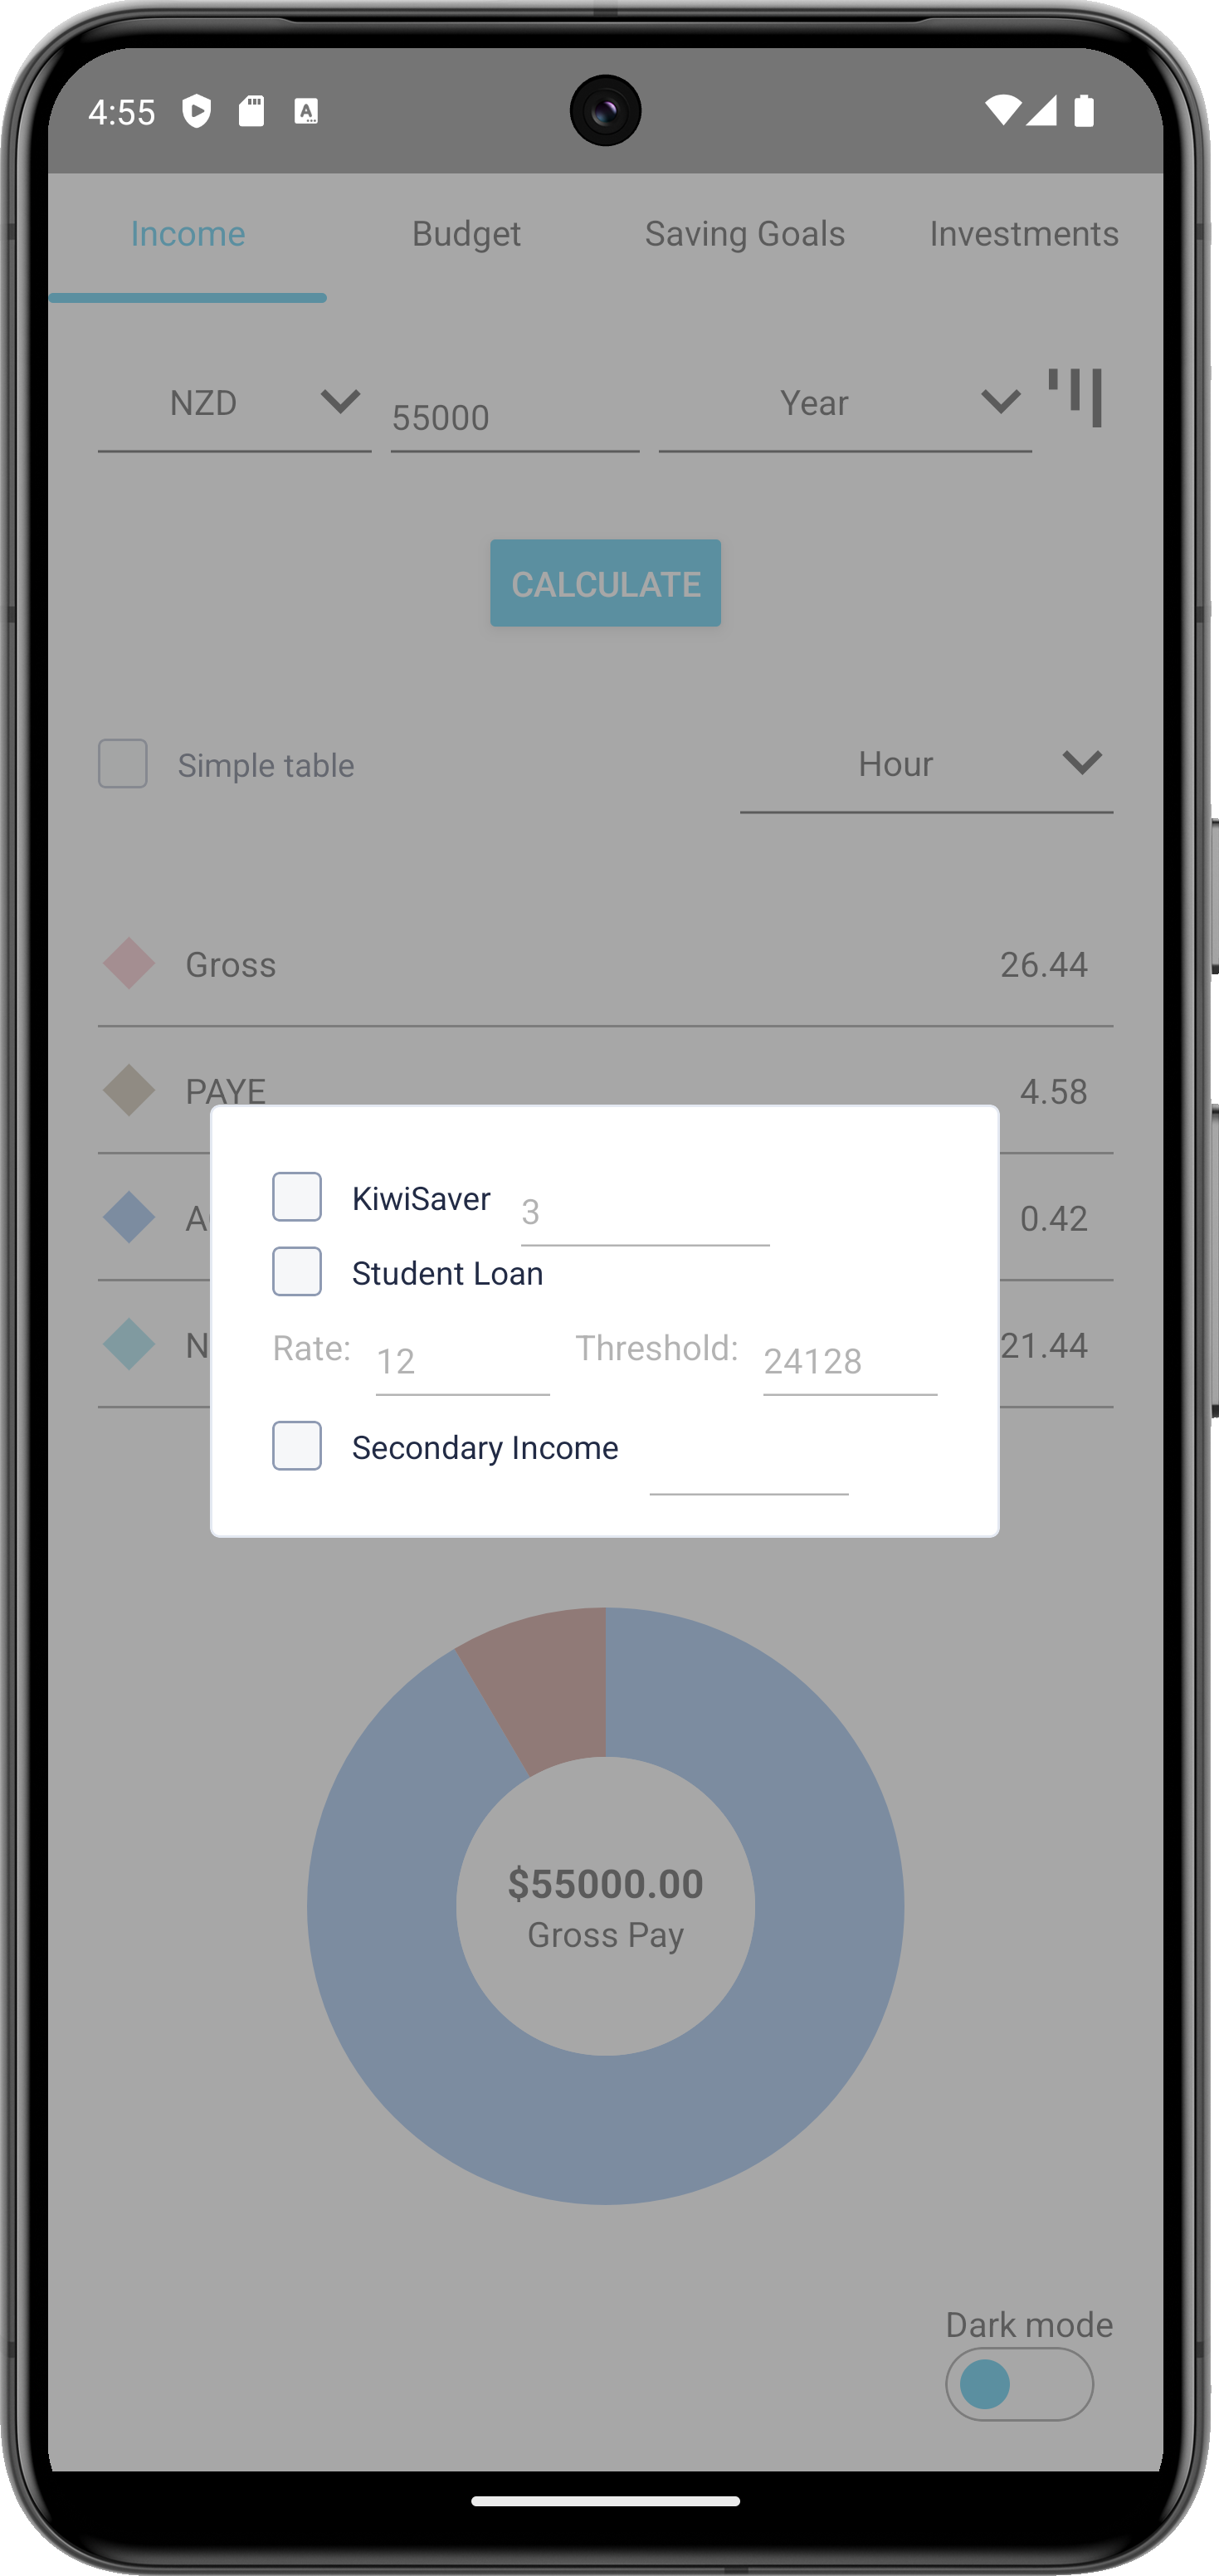 4:55
Income Budget Saving Goals Investments
NZD 55000 Year
CALCULATE
Simple table Hour
Gross 26.44
PAYE 4.58
A 0.42
N 21.44
KiwiSaver 3
Student Loan
Rate: 12 Threshold: 24128
Secondary Income
$55000.00
Gross Pay
Dark mode